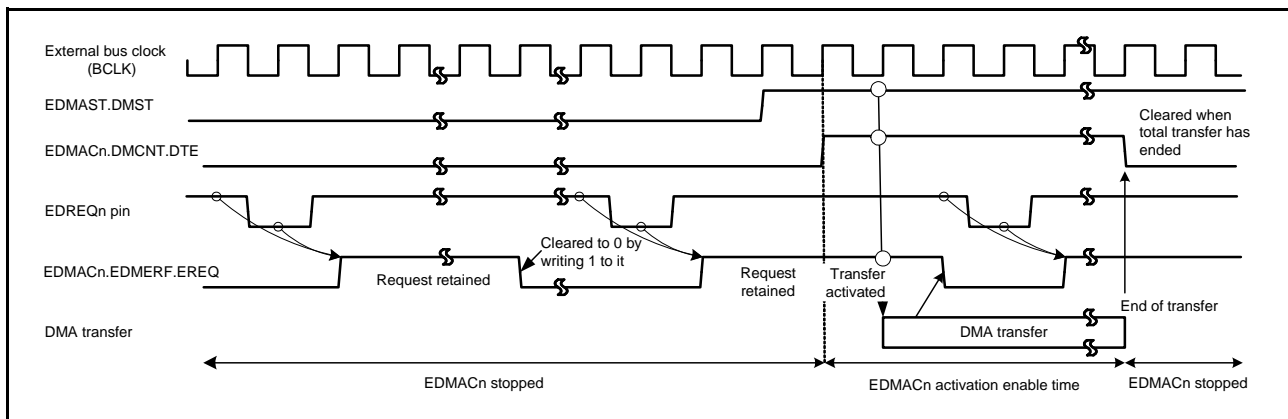 External bus clock
(BCLK)
EDMAST.DMST
Cleared when
total transfer has
ended
EDMACn.DMCNT.DTE
EDREQn pin
Cleared to 0 by
writing 1 to it
EDMACn.EDMERF.EREQ
Request retained
Request
retained
Transfer
activated
End of transfer
DMA transfer
DMA transfer
EDMACn stopped
EDMACn activation enable time
EDMACn stopped